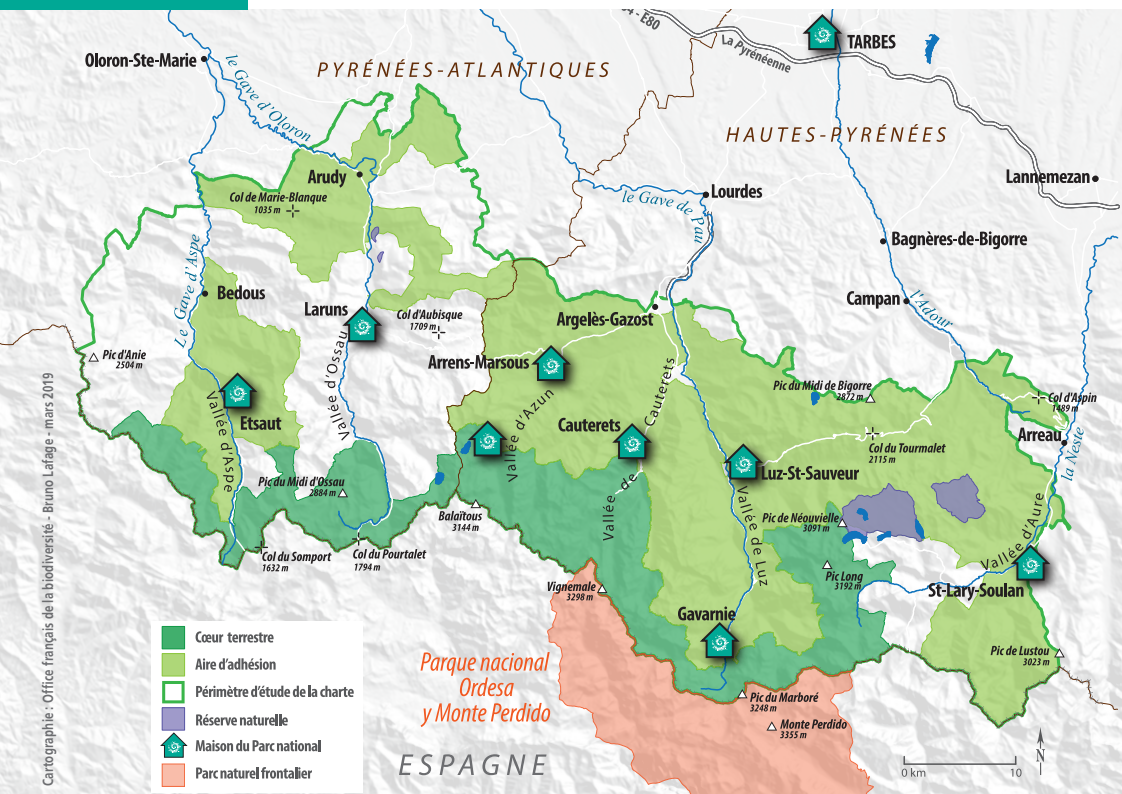 - E80
La Pyrénéenne
TARBES
Oloron-Ste-Marie
le Gave d'Oloron
PYRÉNÉES-ATLANTIQUES
HAUTES-PYRÉNÉES
Arudy
Lannemezan
Col de Marie-Blanque
1035 m
Lourdes
le Gave de Pau
Le Gave d'Aspe
Bagnères-de-Bigorre
Bedous
Campan
l'Adour
Laruns
Col d'Aubisque
1709 m
Argelès-Gazost
Pic d'Anie
2504 m
Arrens-Marsous
Vallée d'Ossau
Vallée d'Azun
Vallée de Cauterets
Pic du Midi de Bigorre
2872 m
Col d'Aspin
1489 m
Etsaut
Vallée d'Aspe
Cauterets
Arreau
la Neste
Col du Tourmalet
2115 m
Luz-St-Sauveur
Vallée de Luz
Pic du Midi d'Ossau
2884 m
Balaïtous
3144 m
Pic de Néouvielle
3091 m
Vallée d'Aure
Col du Somport
1632 m
Col du Pourtalet
1794 m
Pic Long
3192 m
St-Lary-Soulan
Vignemale
3298 m
Gavarnie
Pic de Lustou
3023 m
Parque nacional
Ordesa
y Monte Perdido
Pic du Marboré
3248 m
Monte Perdido
3355 m
ESPAGNE
Cœur terrestre
Aire d'adhésion
Périmètre d'étude de la charte
Réserve naturelle
Maison du Parc national
Parc naturel frontalier
0 km 10
N
Cartographie : Office français de la biodiversité - Bruno Lafage - mars 2019